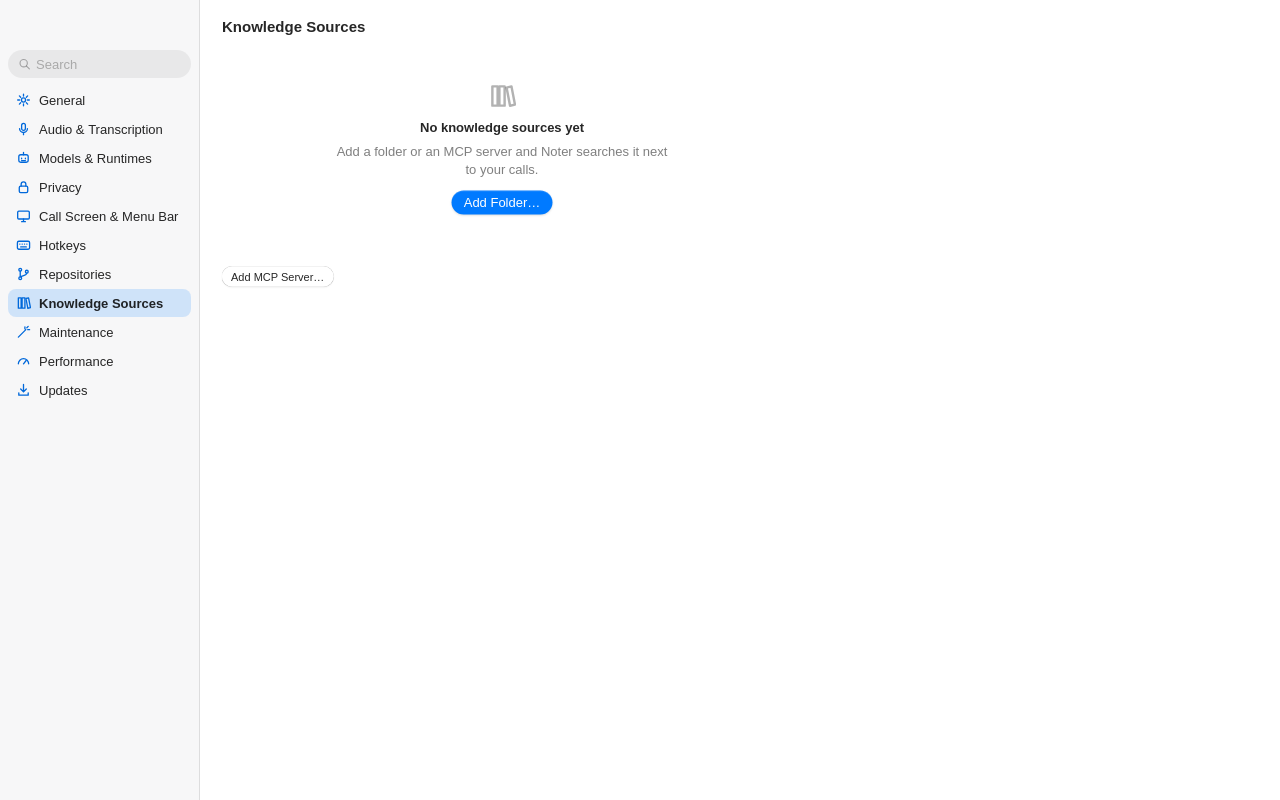 Knowledge Sources
Search
General
Audio & Transcription
Models & Runtimes
Privacy
Call Screen & Menu Bar
Hotkeys
Repositories
Knowledge Sources
Maintenance
Performance
Updates
No knowledge sources yet
Add a folder or an MCP server and Noter searches it next
to your calls.
Add Folder…
Add MCP Server…